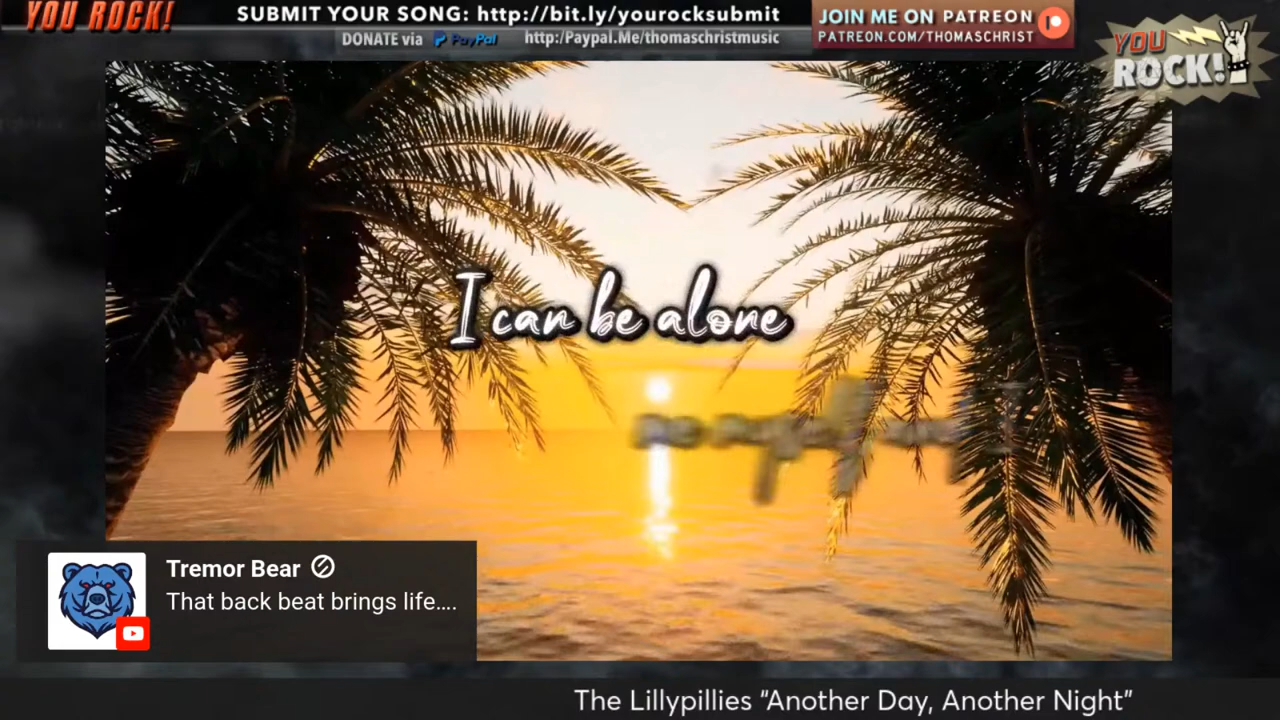 YOU ROCK!
SUBMIT YOUR SONG: http://bit.ly/yourocksubmit
DONATE via PayPal http:/Paypal.Me/thomaschristmusic
JOIN ME ON PATREON
PATREON.COM/THOMASCHRIST
YOU
ROCK!
I can be alone
Tremor Bear
That back beat brings life....
The Lillypillies “Another Day, Another Night”